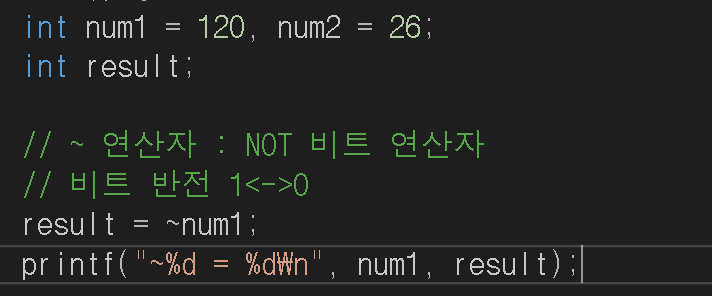 int num1 = 120, num2 = 26;
int result;
// ~ 연산자 : NOT 비트 연산자
// 비트 반전 1<->0
result = ~num1;
printf("~%d = %d₩n", num1, result);